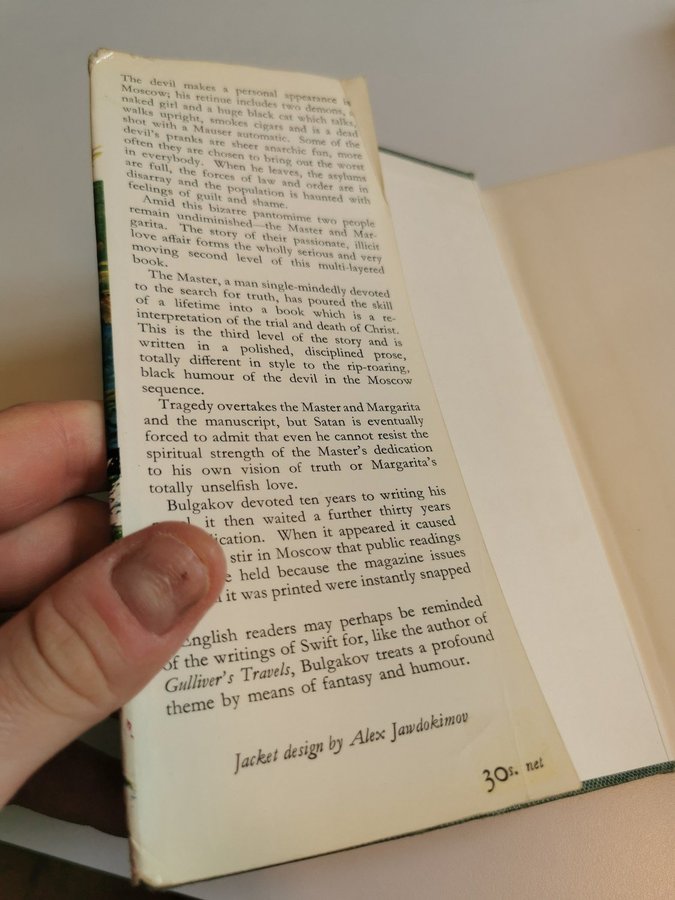 The devil makes a personal appearance in
Moscow; his retinue includes two demons, a
naked girl and a huge black cat which talks,
walks upright, smokes cigars and is a dead
shot with a Mauser automatic. Some of the
devil's pranks are sheer anarchic fun, more
often they are chosen to bring out the worst
in everybody. When he leaves, the asylums
are full, the forces of law and order are in
disarray and the population is haunted with
feelings of guilt and shame.
Amid this bizarre pantomime two people
remain undiminished—the Master and Mar-
garita. The story of their passionate, illicit
love affair forms the wholly serious and very
moving second level of this multi-layered
book.
The Master, a man single-mindedly devoted
to the search for truth, has poured the skill
of a lifetime into a book which is a re-
interpretation of the trial and death of Christ.
This is the third level of the story and is
written in a polished, disciplined prose,
totally different in style to the rip-roaring,
black humour of the devil in the Moscow
sequence.
Tragedy overtakes the Master and Margarita
and the manuscript, but Satan is eventually
forced to admit that even he cannot resist the
spiritual strength of the Master's dedication
to his own vision of truth or Margarita's
totally unselfish love.
Bulgakov devoted ten years to writing his
it then waited a further thirty years
When it appeared it caused
stir in Moscow that public readings
held because the magazine issues
it was printed were instantly snapped
English readers may perhaps be reminded
of the writings of Swift for, like the author of
Gulliver's Travels, Bulgakov treats a profound
theme by means of fantasy and humour.
Jacket design by Alex Jawdokimov
30s. net